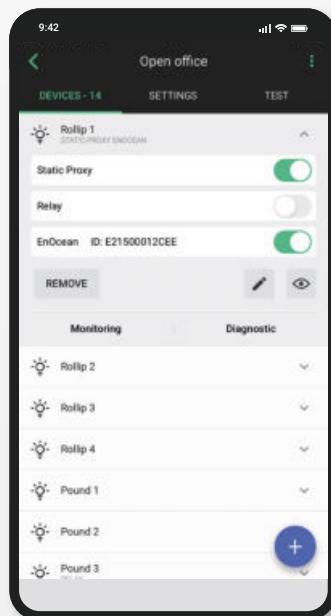 9:42
Open office
DEVICES - 14 SETTINGS TEST
Rollip 1
STATIC PROXY ENOCEAN
Static Proxy
Relay
EnOcean ID: E21500012CEE
REMOVE
Monitoring Diagnostic
Rollip 2
Rollip 3
Rollip 4
Pound 1
Pound 2
Pound 3
RELAY